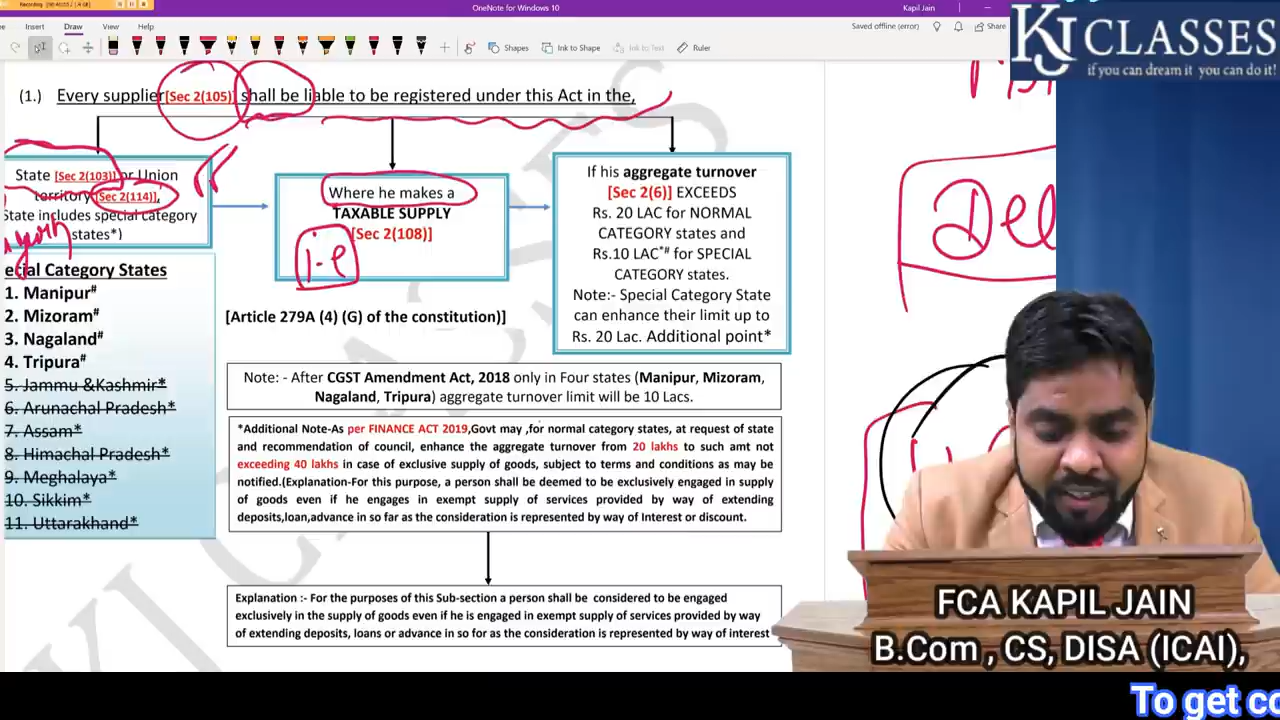 OneNote for Windows 10
Kapil Jain
Insert Draw View Help
Saved offline (error)
Share
Shapes
Ink to Shape
Ink to Text
Ruler
KJ CLASSES
if you can dream it you can do it!
(1.) Every supplier[Sec 2(105)] shall be liable to be registered under this Act in the,
State [Sec 2(103)] or Union
territory [Sec 2(114)],
State includes special category
states*)
Where he makes a
TAXABLE SUPPLY
[Sec 2(108)]
i-e
If his aggregate turnover
[Sec 2(6)] EXCEEDS
Rs. 20 LAC for NORMAL
CATEGORY states and
Rs.10 LAC*# for SPECIAL
CATEGORY states.
Note:- Special Category State
can enhance their limit up to
Rs. 20 Lac. Additional point*
Del
ecial Category States
1. Manipur#
2. Mizoram#
3. Nagaland#
4. Tripura#
5. Jammu &Kashmir*
6. Arunachal Pradesh*
7. Assam*
8. Himachal Pradesh*
9. Meghalaya*
10. Sikkim*
11. Uttarakhand*
[Article 279A (4) (G) of the constitution)]
Note: - After CGST Amendment Act, 2018 only in Four states (Manipur, Mizoram,
Nagaland, Tripura) aggregate turnover limit will be 10 Lacs.
*Additional Note-As per FINANCE ACT 2019,Govt may ,for normal category states, at request of state
and recommendation of council, enhance the aggregate turnover from 20 lakhs to such amt not
exceeding 40 lakhs in case of exclusive supply of goods, subject to terms and conditions as may be
notified.(Explanation-For this purpose, a person shall be deemed to be exclusively engaged in supply
of goods even if he engages in exempt supply of services provided by way of extending
deposits,loan,advance in so far as the consideration is represented by way of Interest or discount.
Explanation :- For the purposes of this Sub-section a person shall be considered to be engaged
exclusively in the supply of goods even if he is engaged in exempt supply of services provided by way
of extending deposits, loans or advance in so far as the consideration is represented by way of interest
FCA KAPIL JAIN
B.Com , CS, DISA (ICAI),
To get co